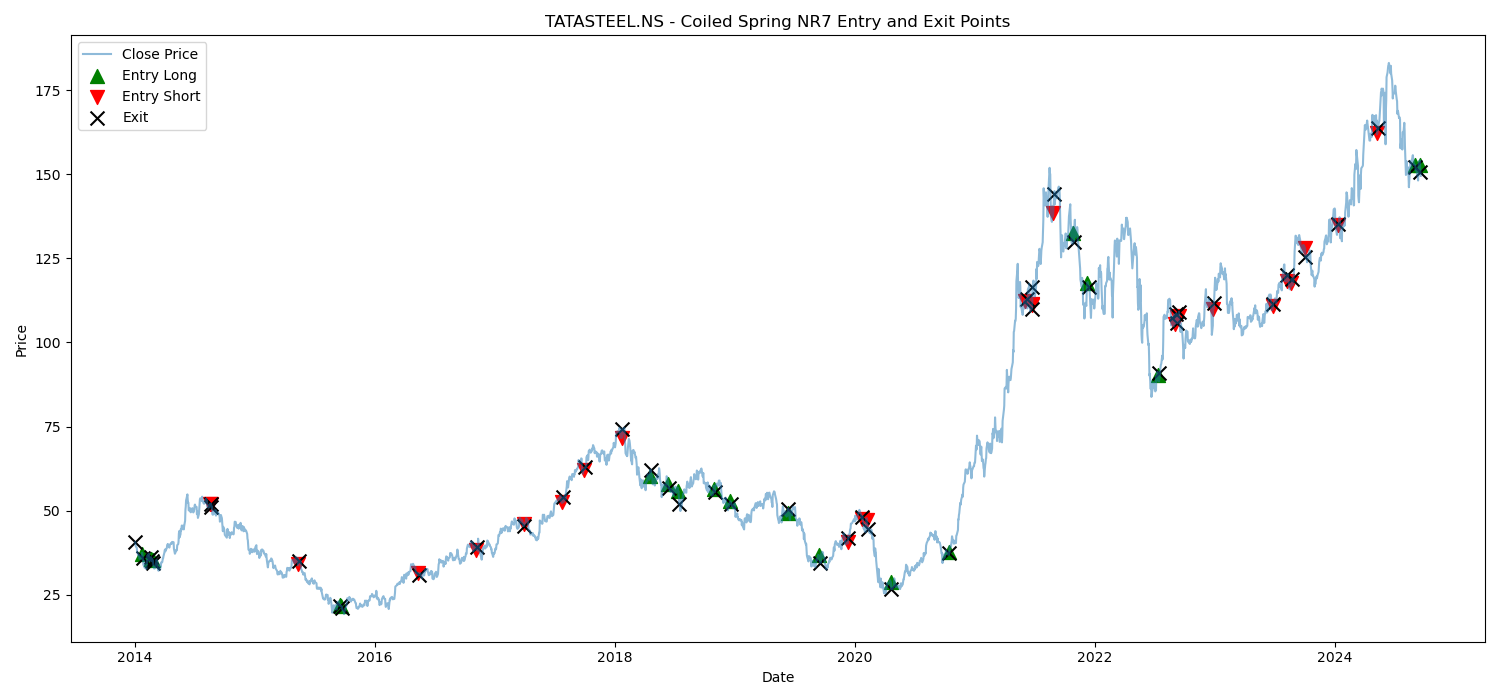 TATASTEEL.NS - Coiled Spring NR7 Entry and Exit Points
Close Price
Entry Long
Entry Short
Exit
Price
175
150
125
100
75
50
25
2014
2016
2018
2020
2022
2024
Date